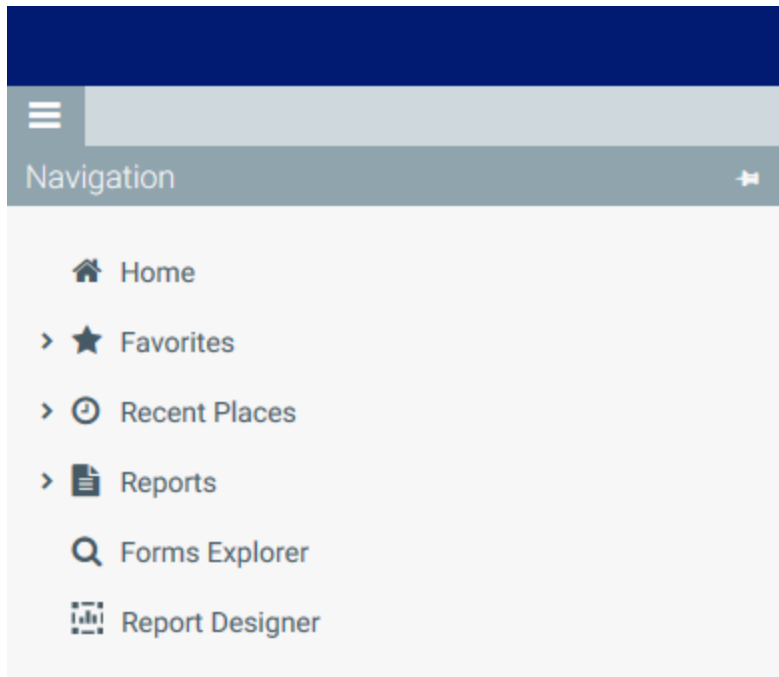 Navigation
Home
Favorites
Recent Places
Reports
Forms Explorer
Report Designer